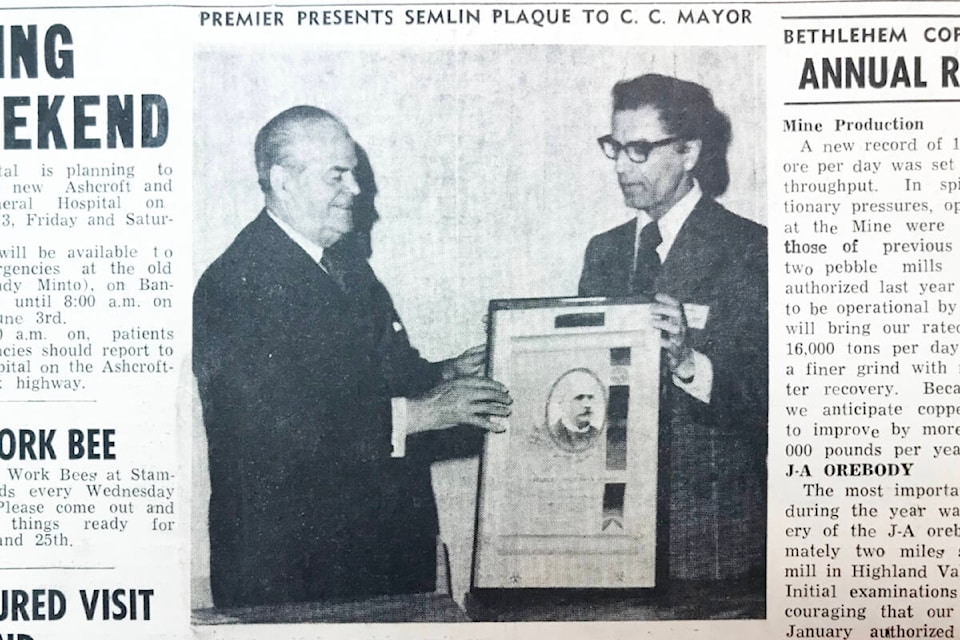 ING
EEKEND
tal is planning to
new Ashcroft and
neral Hospital on
3, Friday and Satur-
will be available to
rgencies at the old
dy Minto), on Ban-
until 8:00 a.m. on
une 3rd.
0 a.m. on, patients
ncies should report to
pital on the Ashcroft-
k highway.
ORK BEE
Work Bees at Stam-
ds every Wednesday
Please come out and
things ready for
and 25th.
URED VISIT
PREMIER PRESENTS SEMLIN PLAQUE TO C. C. MAYOR
BETHLEHEM COP
ANNUAL R
Mine Production
A new record of 1
ore per day was set
throughput. In spi
tionary pressures, op
at the Mine were
those of previous
two pebble mills
authorized last year
to be operational by
will bring our rated
16,000 tons per day
a finer grind with
ter recovery. Beca
we anticipate coppe
to improve by more
000 pounds per yea
J-A OREBODY
The most importa
during the year wa
ery of the J-A oreb
mately two miles s
mill in Highland Va
Initial examinations
couraging that our
January authorized